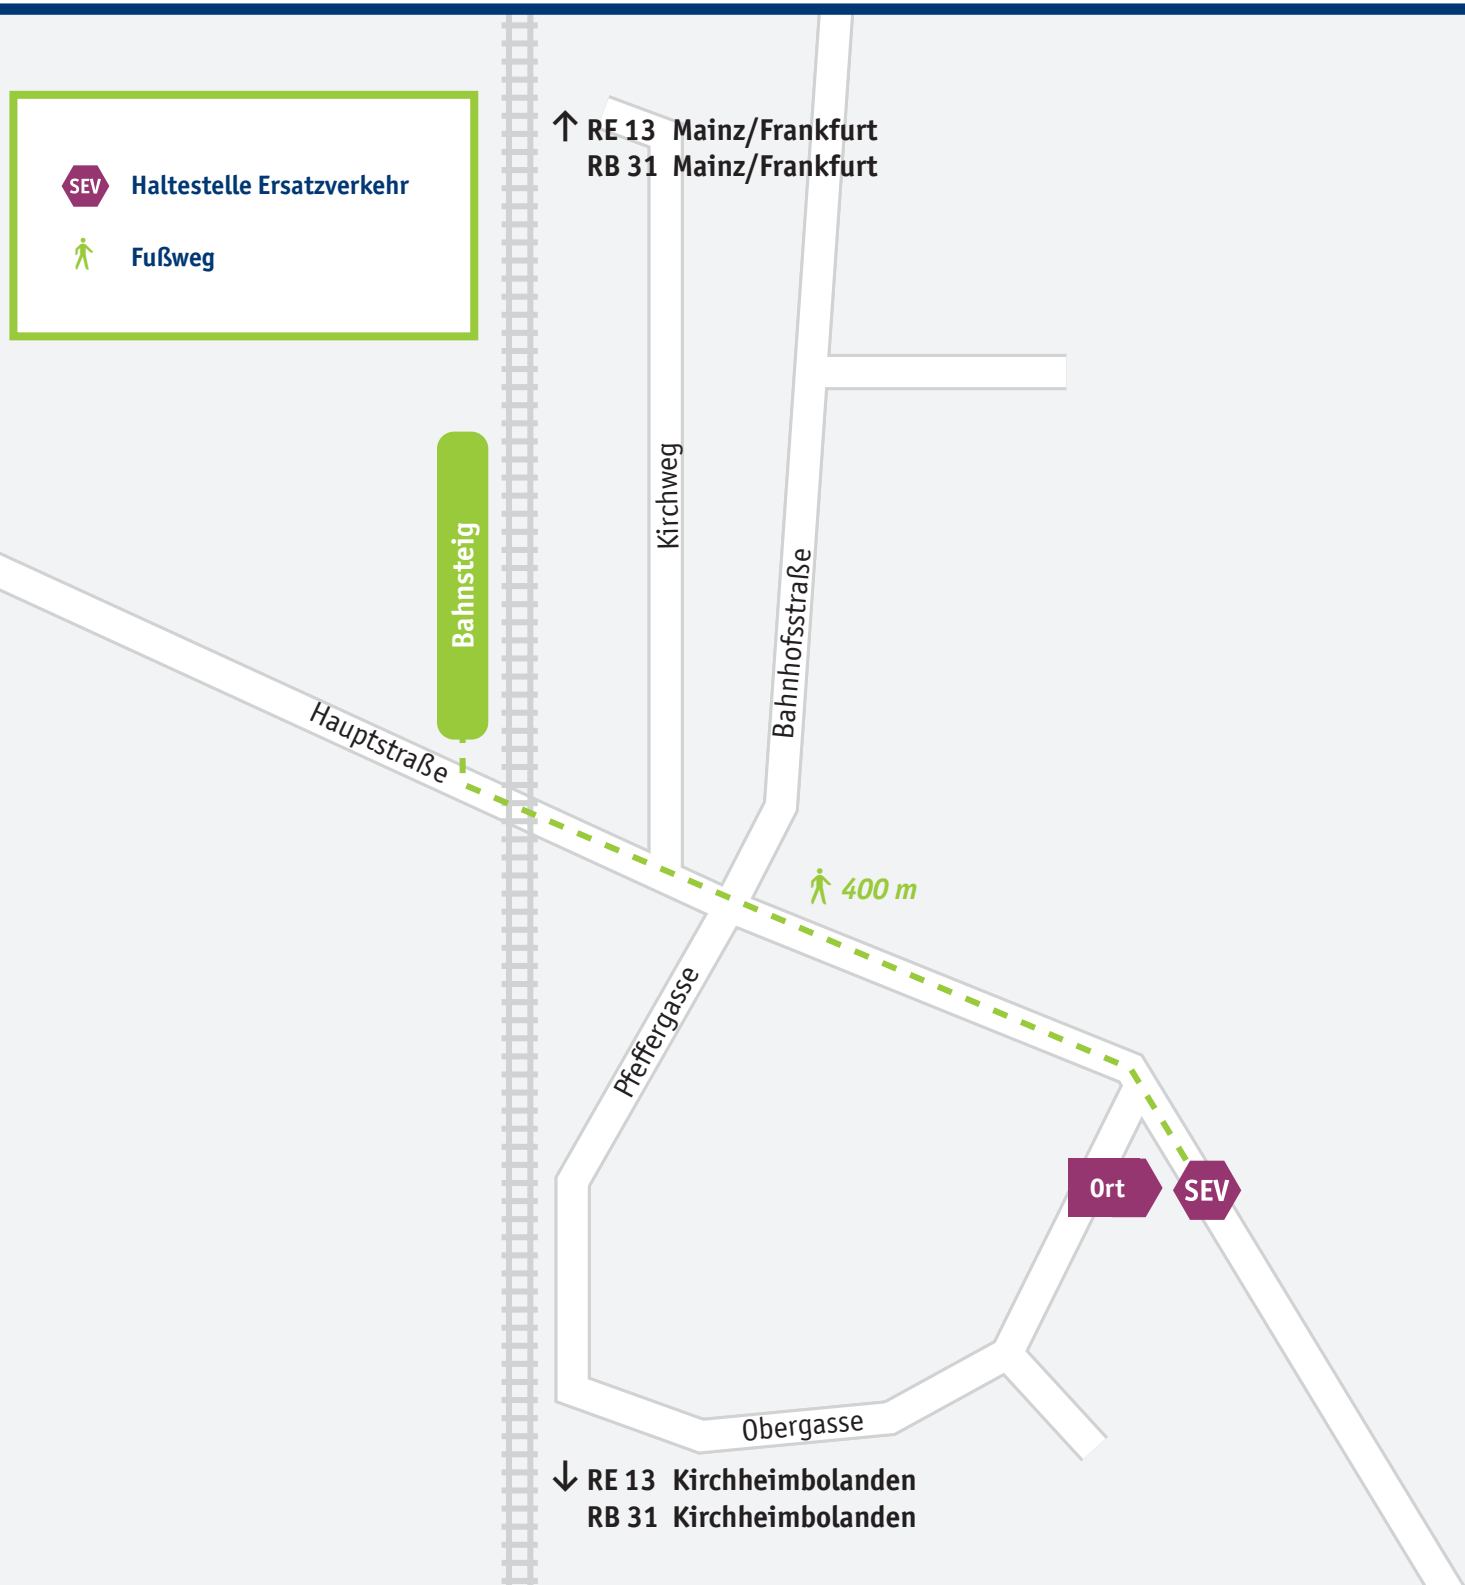 ↑ RE 13 Mainz/Frankfurt
RB 31 Mainz/Frankfurt
SEV Haltestelle Ersatzverkehr
Fußweg
Kirchweg
Bahnsteig
Bahnhofsstraße
Hauptstraße
400 m
Pfeffergasse
Ort
SEV
Obergasse
↓ RE 13 Kirchheimbolanden
RB 31 Kirchheimbolanden